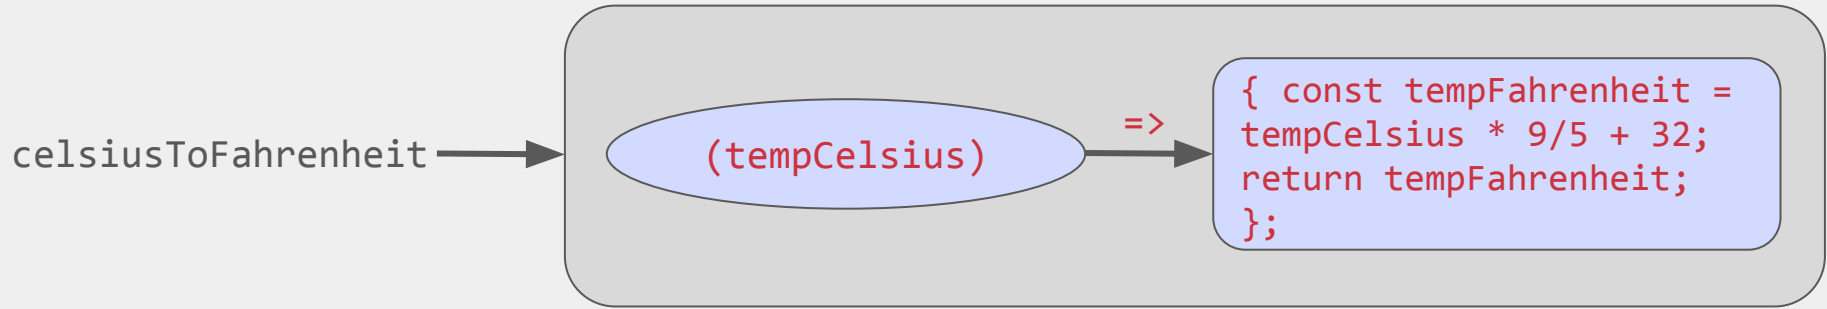 celsiusToFahrenheit
(tempCelsius)
=>
{ const tempFahrenheit =
tempCelsius * 9/5 + 32;
return tempFahrenheit;
};